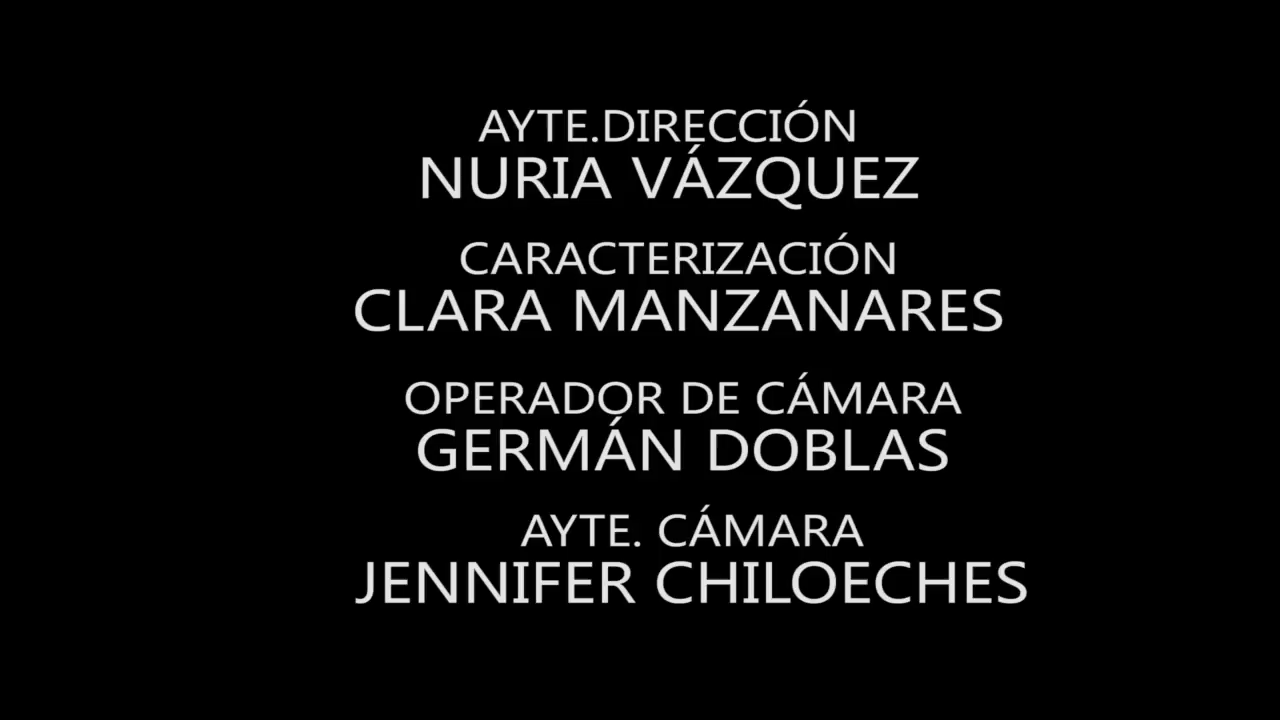 AYTE.DIRECCIÓN
NURIA VÁZQUEZ
CARACTERIZACIÓN
CLARA MANZANARES
OPERADOR DE CÁMARA
GERMÁN DOBLAS
AYTE. CÁMARA
JENNIFER CHILOECHES